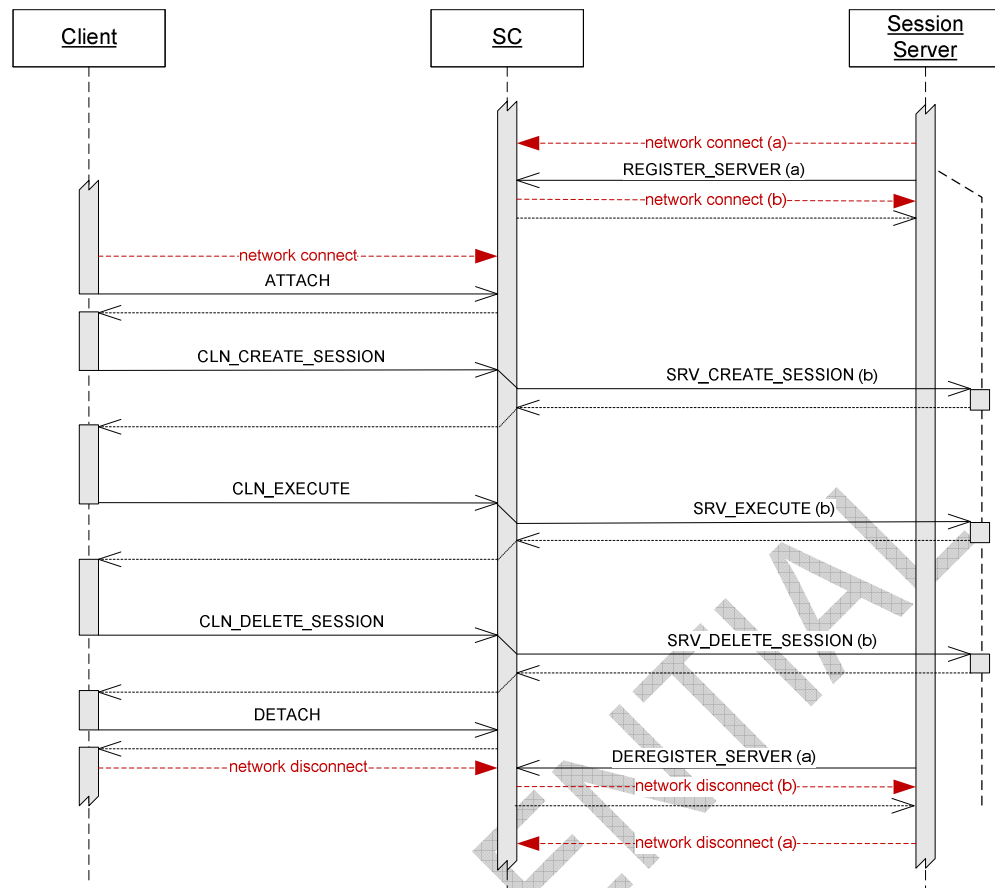 Client
SC
Session
Server
network connect (a)
REGISTER_SERVER (a)
network connect (b)
network connect
ATTACH
CLN_CREATE_SESSION
SRV_CREATE_SESSION (b)
CLN_EXECUTE
SRV_EXECUTE (b)
CLN_DELETE_SESSION
SRV_DELETE_SESSION (b)
DETACH
DEREGISTER_SERVER (a)
network disconnect
network disconnect (b)
network disconnect (a)
ENTIAL